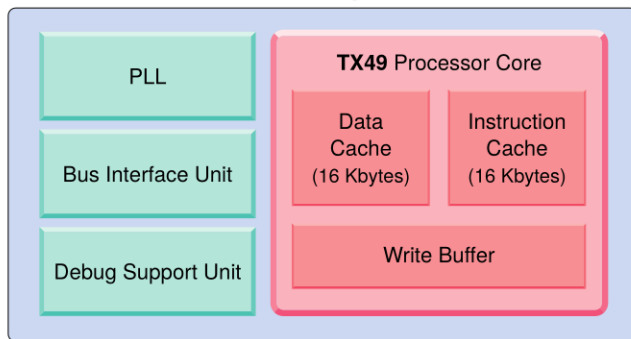 PLL
Bus Interface Unit
Debug Support Unit
TX49 Processor Core
Data
Cache
(16 Kbytes)
Instruction
Cache
(16 Kbytes)
Write Buffer